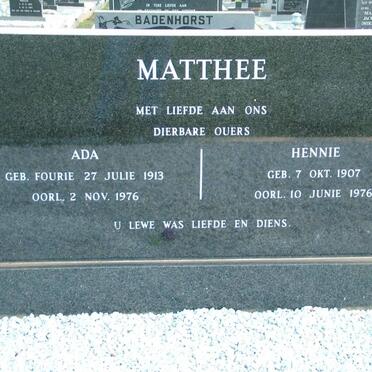 BADENHORST
MATTHEE
MET LIEFDE AAN ONS
DIERBARE OUERS
ADA
GEB. FOURIE 27 JULIE 1913
OORL. 2 NOV. 1976
HENNIE
GEB. 7 OKT. 1907
OORL. 10 JUNIE 1976
U LEWE WAS LIEFDE EN DIENS.